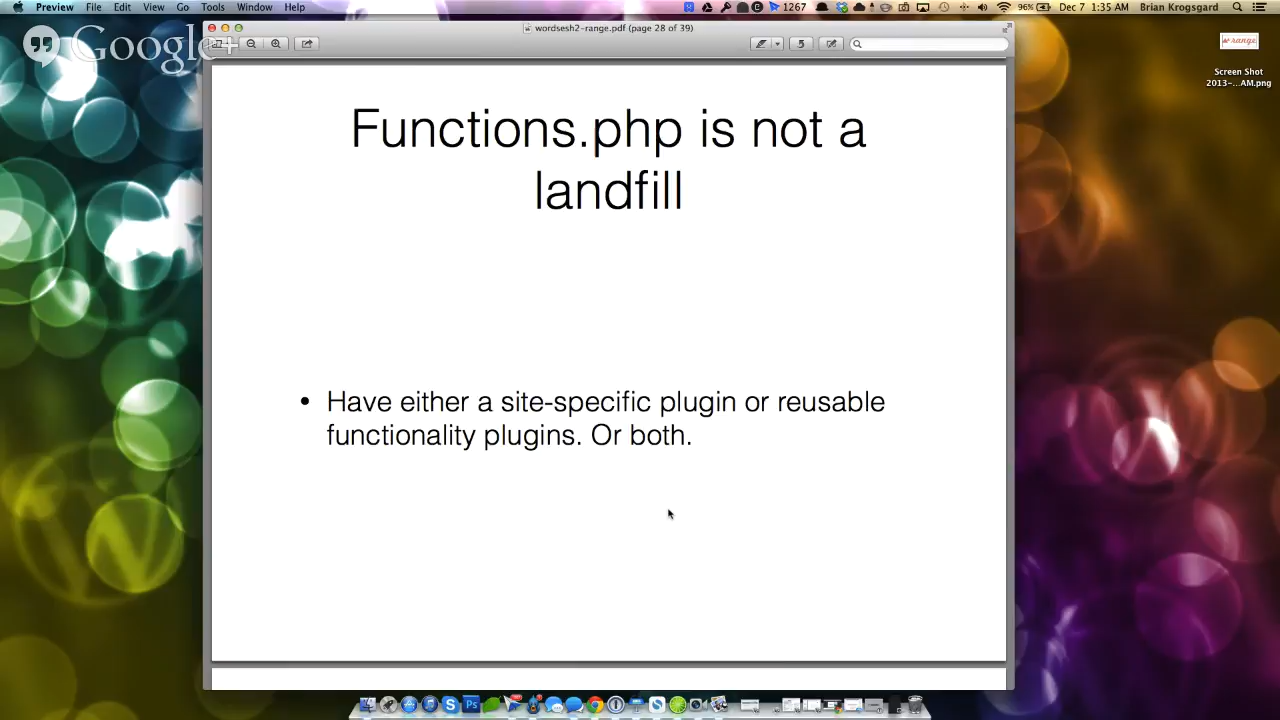 Preview File Edit View Go Tools Window Help 1267 96% Dec 7 1:35 AM Brian Krogsgard
wordsesh2-range.pdf (page 28 of 39)
Google+
range
Screen Shot
2013-...AM.png
Functions.php is not a
landfill
• Have either a site-specific plugin or reusable
functionality plugins. Or both.